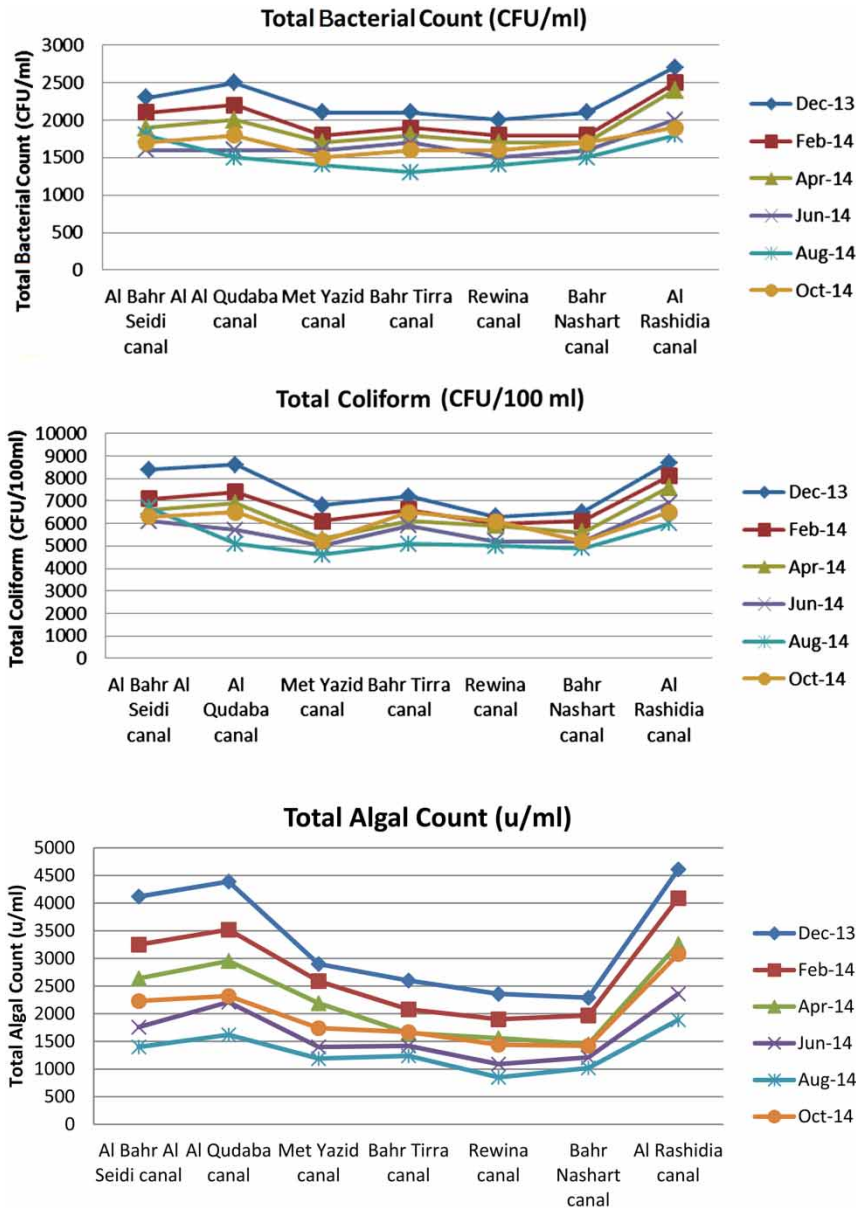 Total Bacterial Count (CFU/ml)
Total Bacterial Count (CFU/ml)
3000
2500
2000
1500
1000
500
0
Al Bahr Al Seidi canal
Al Qudaba canal
Met Yazid canal
Bahr Tirra canal
Rewina canal
Bahr Nashart canal
Al Rashidia canal
Dec-13
Feb-14
Apr-14
Jun-14
Aug-14
Oct-14
Total Coliform (CFU/100 ml)
Total Coliform (CFU/100ml)
10000
9000
8000
7000
6000
5000
4000
3000
2000
1000
0
Al Bahr Al Seidi canal
Al Qudaba canal
Met Yazid canal
Bahr Tirra canal
Rewina canal
Bahr Nashart canal
Al Rashidia canal
Dec-13
Feb-14
Apr-14
Jun-14
Aug-14
Oct-14
Total Algal Count (u/ml)
Total Algal Count (u/ml)
5000
4500
4000
3500
3000
2500
2000
1500
1000
500
0
Al Bahr Al Seidi canal
Al Qudaba canal
Met Yazid canal
Bahr Tirra canal
Rewina canal
Bahr Nashart canal
Al Rashidia canal
Dec-13
Feb-14
Apr-14
Jun-14
Aug-14
Oct-14